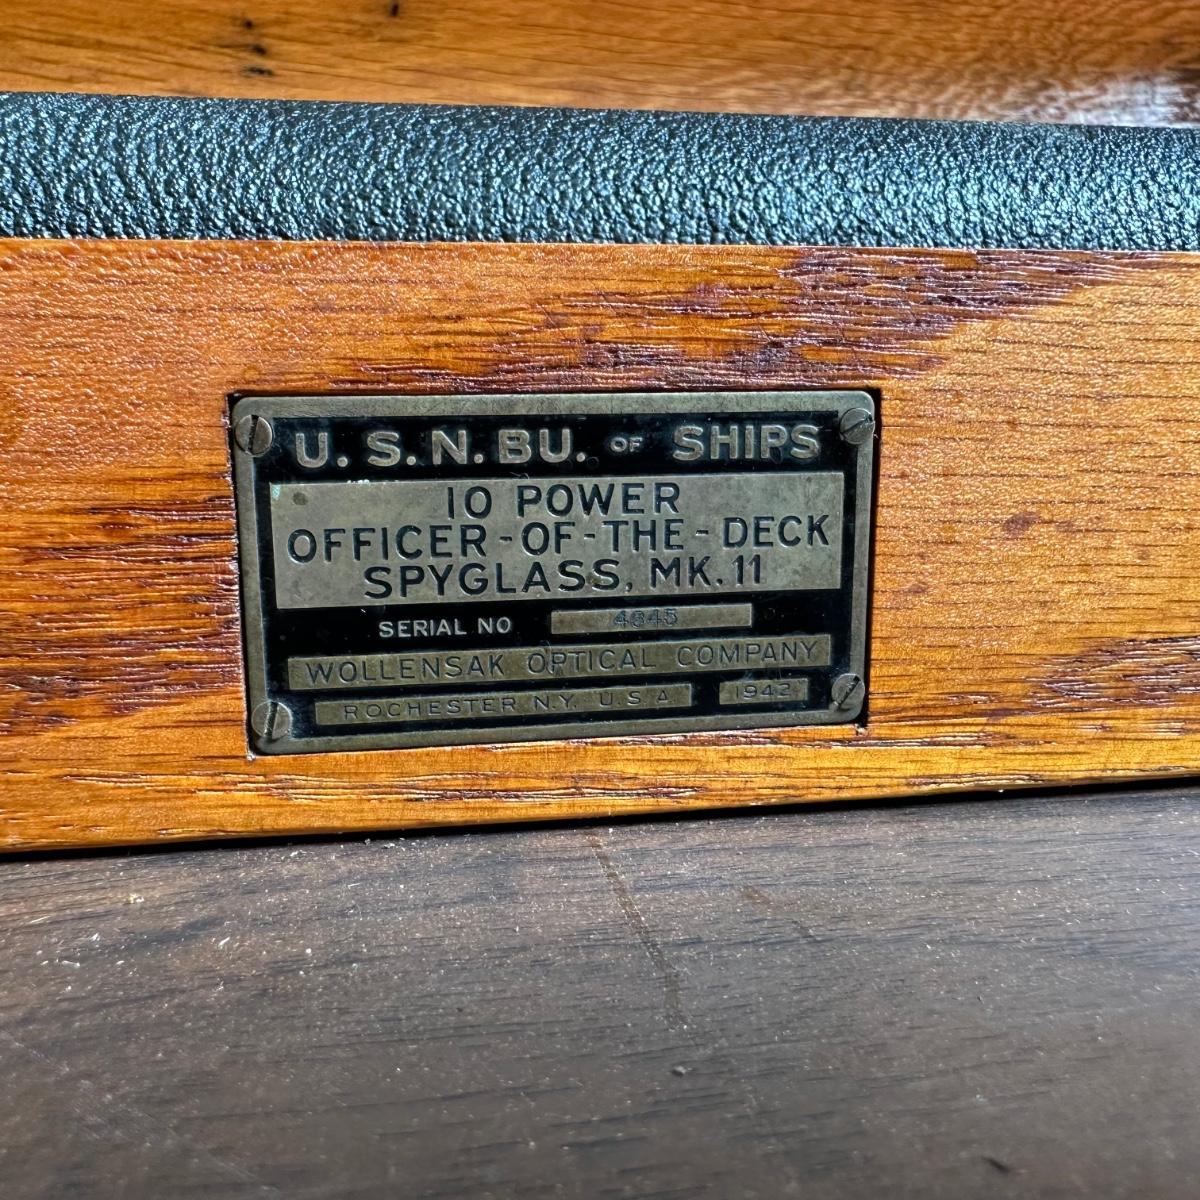 U.S.N. BU. OF SHIPS
10 POWER
OFFICER-OF-THE-DECK
SPYGLASS, MK. 11
SERIAL NO 4845
WOLLENSAK OPTICAL COMPANY
ROCHESTER N.Y. U.S.A. 1942